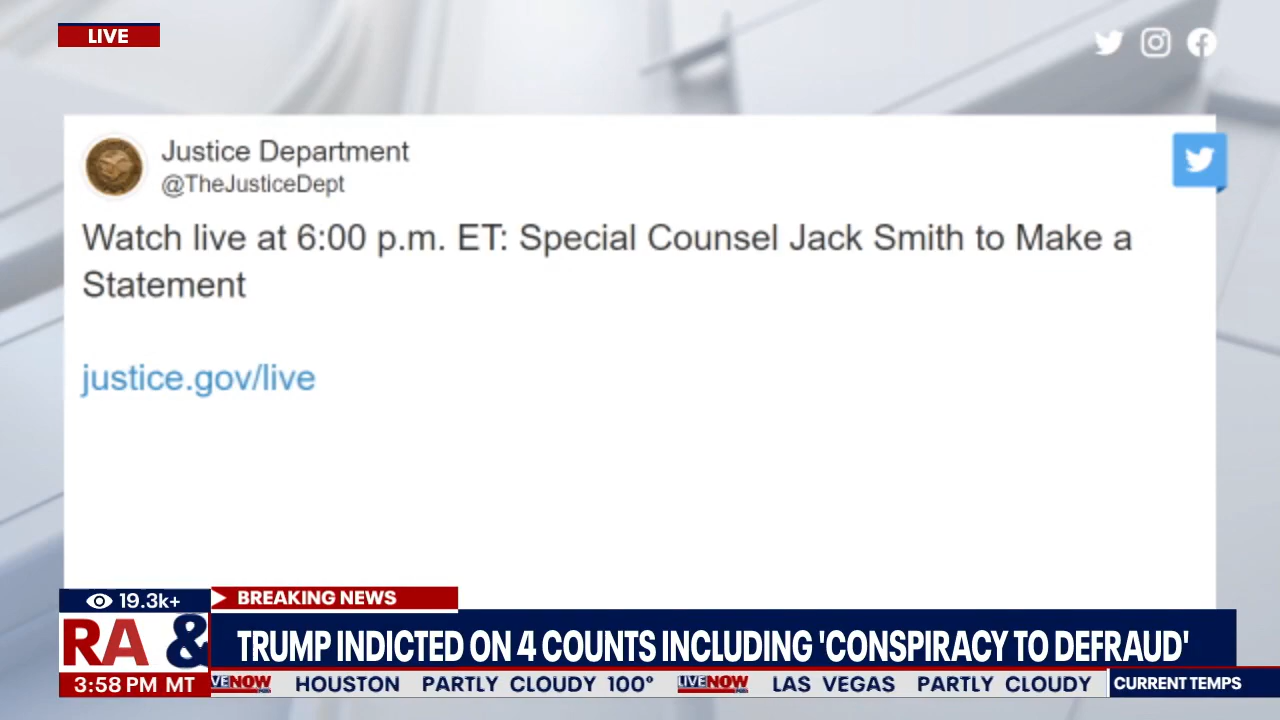 LIVE
Justice Department
@TheJusticeDept
Watch live at 6:00 p.m. ET: Special Counsel Jack Smith to Make a
Statement
justice.gov/live
19.3k+
BREAKING NEWS
RA &
TRUMP INDICTED ON 4 COUNTS INCLUDING 'CONSPIRACY TO DEFRAUD'
3:58 PM MT
VENOW HOUSTON PARTLY CLOUDY 100° LIVENOW LAS VEGAS PARTLY CLOUDY CURRENT TEMPS